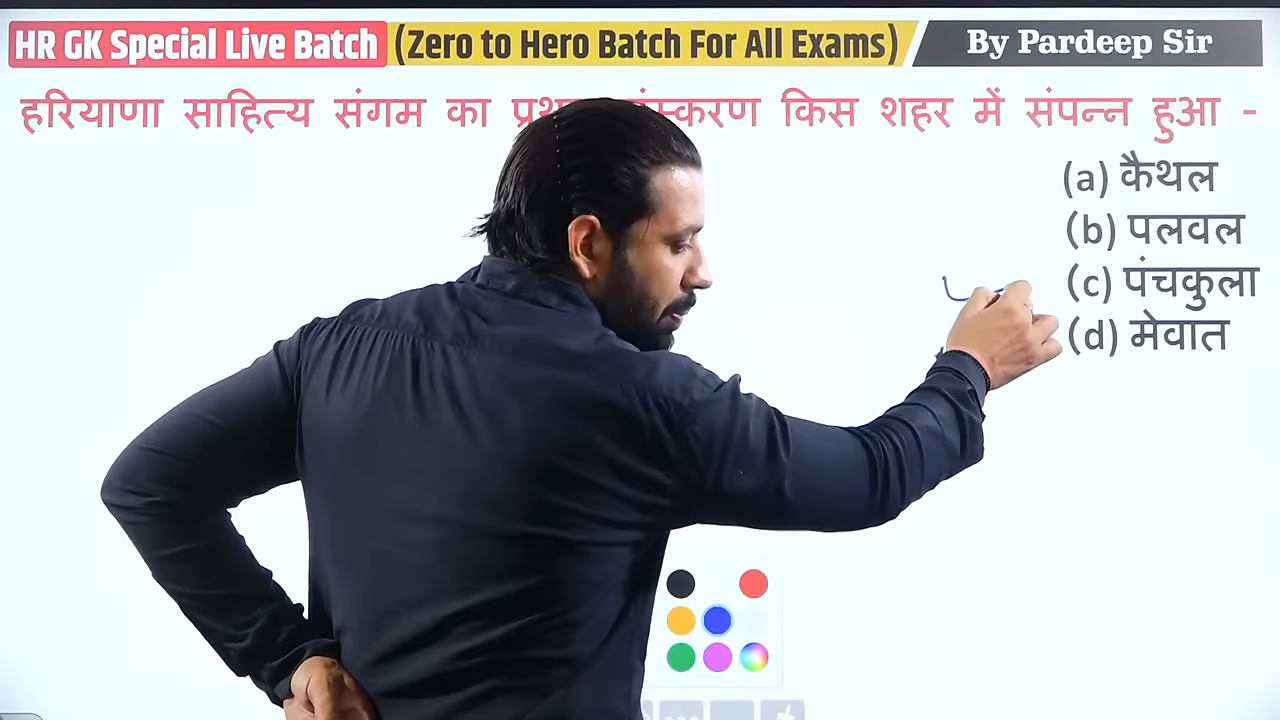 HR GK Special Live Batch (Zero to Hero Batch For All Exams) By Pardeep Sir
हरियाणा साहित्य संगम का किस शहर में संपन्न हुआ -
(a) कैथल
(b) पलवल
(c) पंचकुला
(d) मेवात